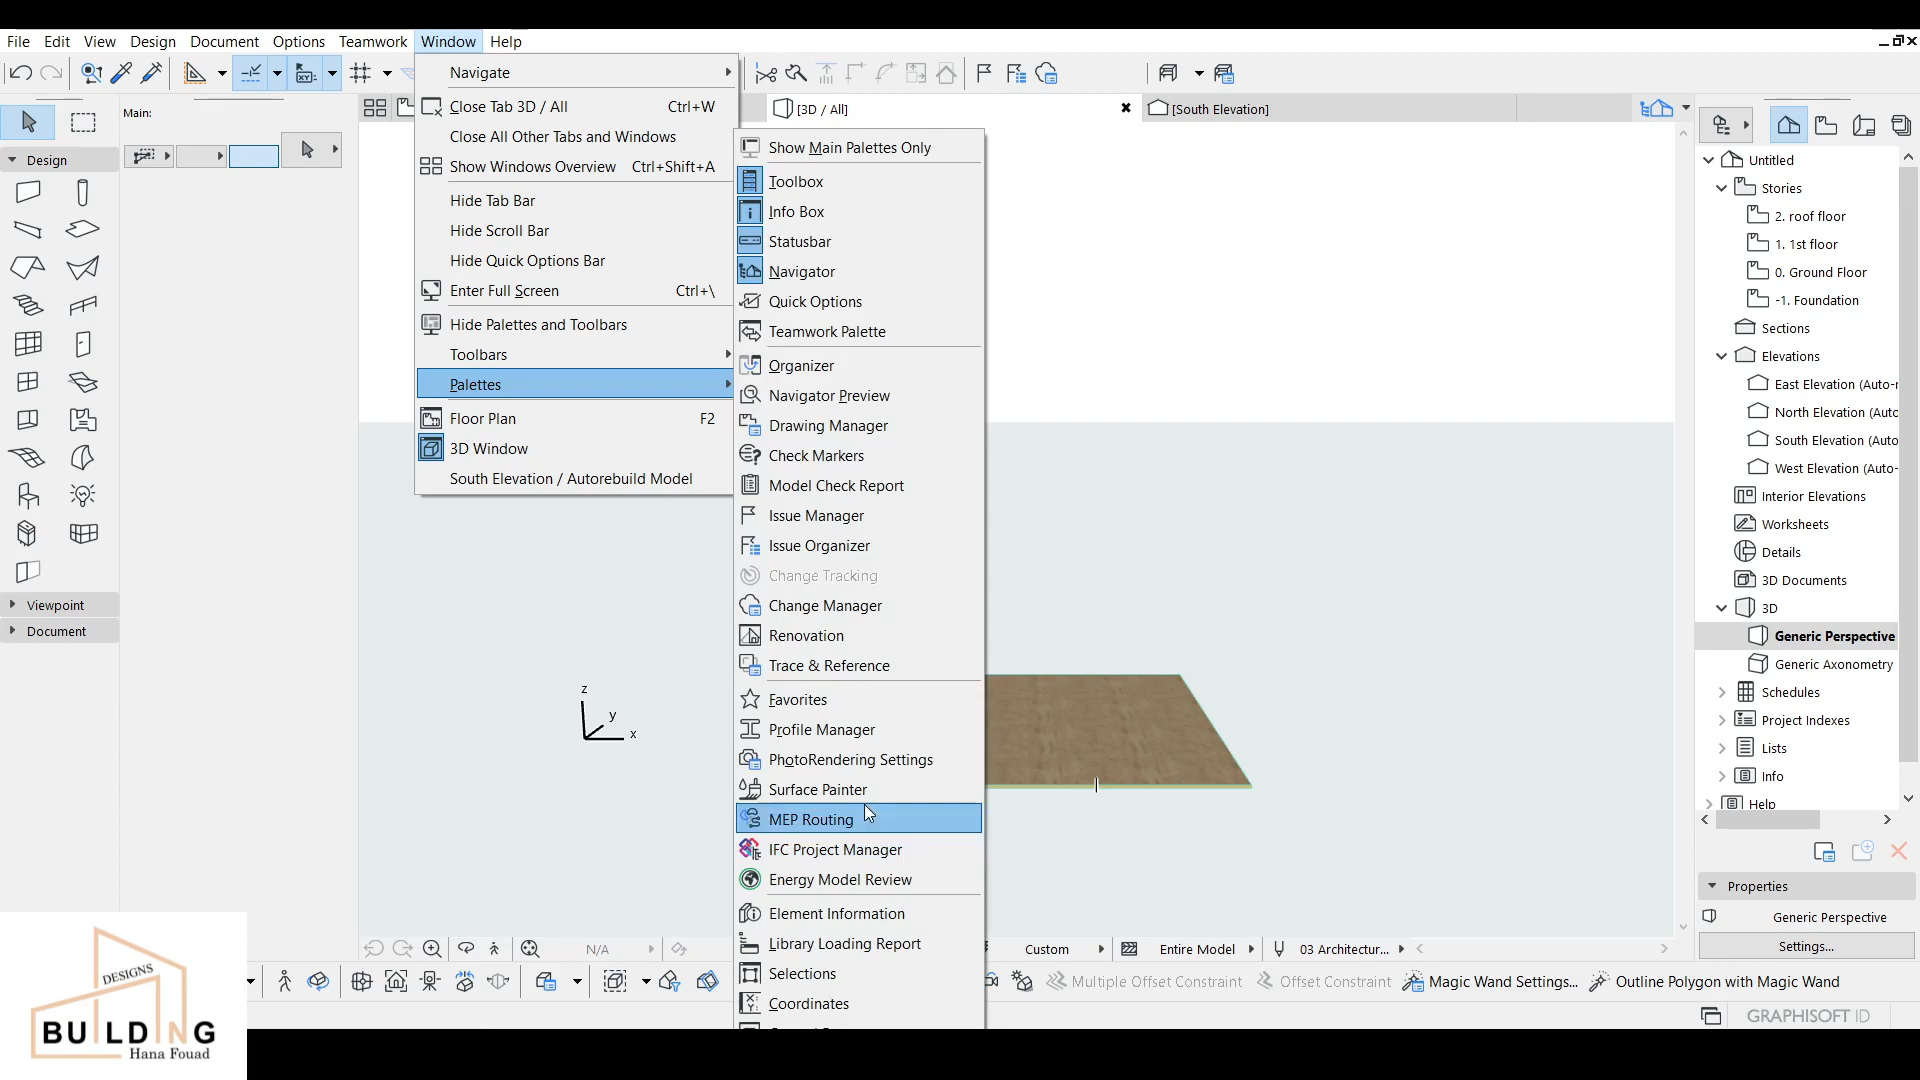 File Edit View Design Document Options Teamwork Window Help
Main:
Design
Viewpoint
Document
Navigate
Close Tab 3D / All Ctrl+W
Close All Other Tabs and Windows
Show Windows Overview Ctrl+Shift+A
Hide Tab Bar
Hide Scroll Bar
Hide Quick Options Bar
Enter Full Screen Ctrl+\
Hide Palettes and Toolbars
Toolbars
Palettes
Floor Plan F2
3D Window
South Elevation / Autorebuild Model
[3D / All]
[South Elevation]
Show Main Palettes Only
Toolbox
Info Box
Statusbar
Navigator
Quick Options
Teamwork Palette
Organizer
Navigator Preview
Drawing Manager
Check Markers
Model Check Report
Issue Manager
Issue Organizer
Change Tracking
Change Manager
Renovation
Trace & Reference
Favorites
Profile Manager
PhotoRendering Settings
Surface Painter
MEP Routing
IFC Project Manager
Energy Model Review
Element Information
Library Loading Report
Selections
Coordinates
z
y
x
Untitled
Stories
2. roof floor
1. 1st floor
0. Ground Floor
-1. Foundation
Sections
Elevations
East Elevation (Auto-r
North Elevation (Auto
South Elevation (Auto
West Elevation (Auto-
Interior Elevations
Worksheets
Details
3D Documents
3D
Generic Perspective
Generic Axonometry
Schedules
Project Indexes
Lists
Info
Help
Properties
Generic Perspective
Settings...
N/A
Custom
Entire Model
03 Architectur...
Multiple Offset Constraint
Offset Constraint
Magic Wand Settings...
Outline Polygon with Magic Wand
GRAPHISOFT ID
DESIGNS
BUILDING
Hana Fouad